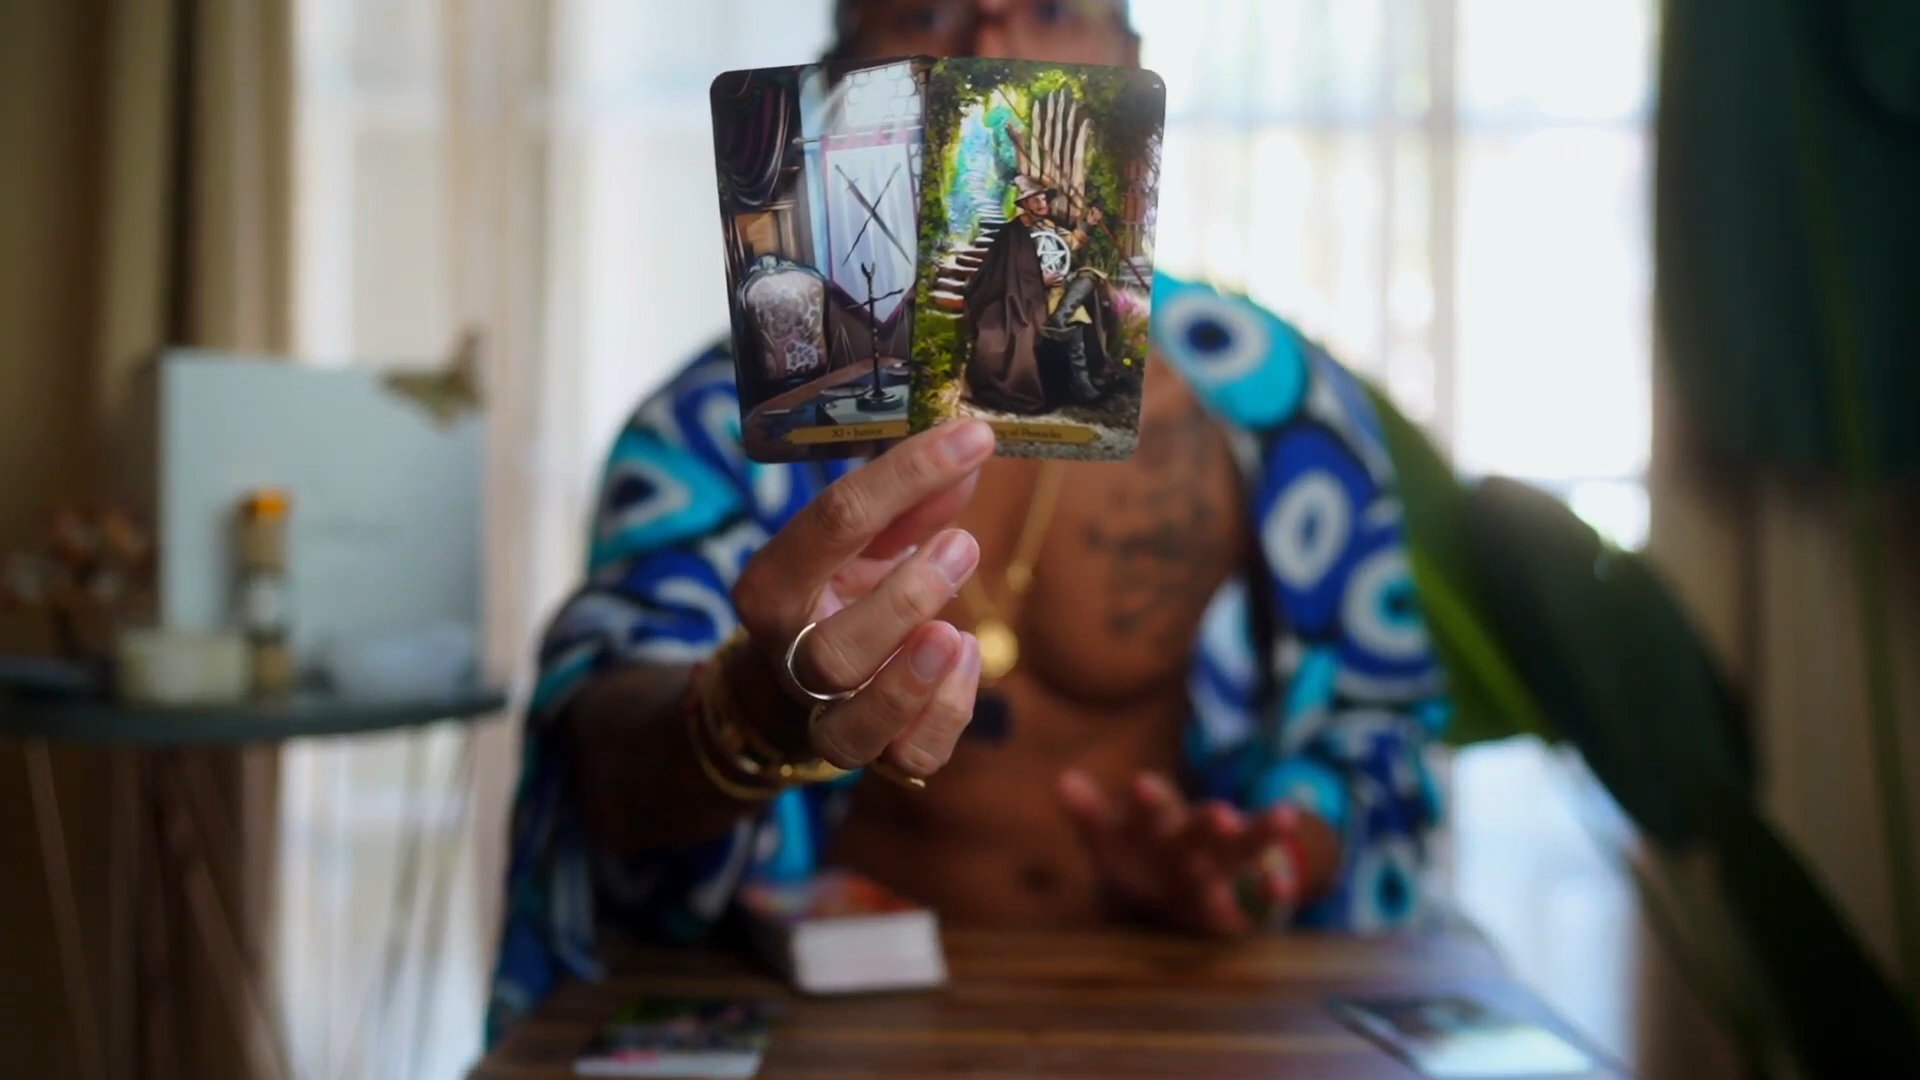 XI • Justice
of Pentacles